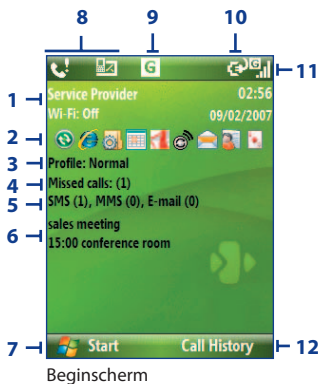 8 9 10
G G 11
1 Service Provider 02:56
Wi-Fi: Off 09/02/2007
2
3 Profile: Normal
4 Missed calls: (1)
5 SMS (1), MMS (0), E-mail (0)
6 sales meeting
15:00 conference room
7 Start Call History 12
Beginscherm